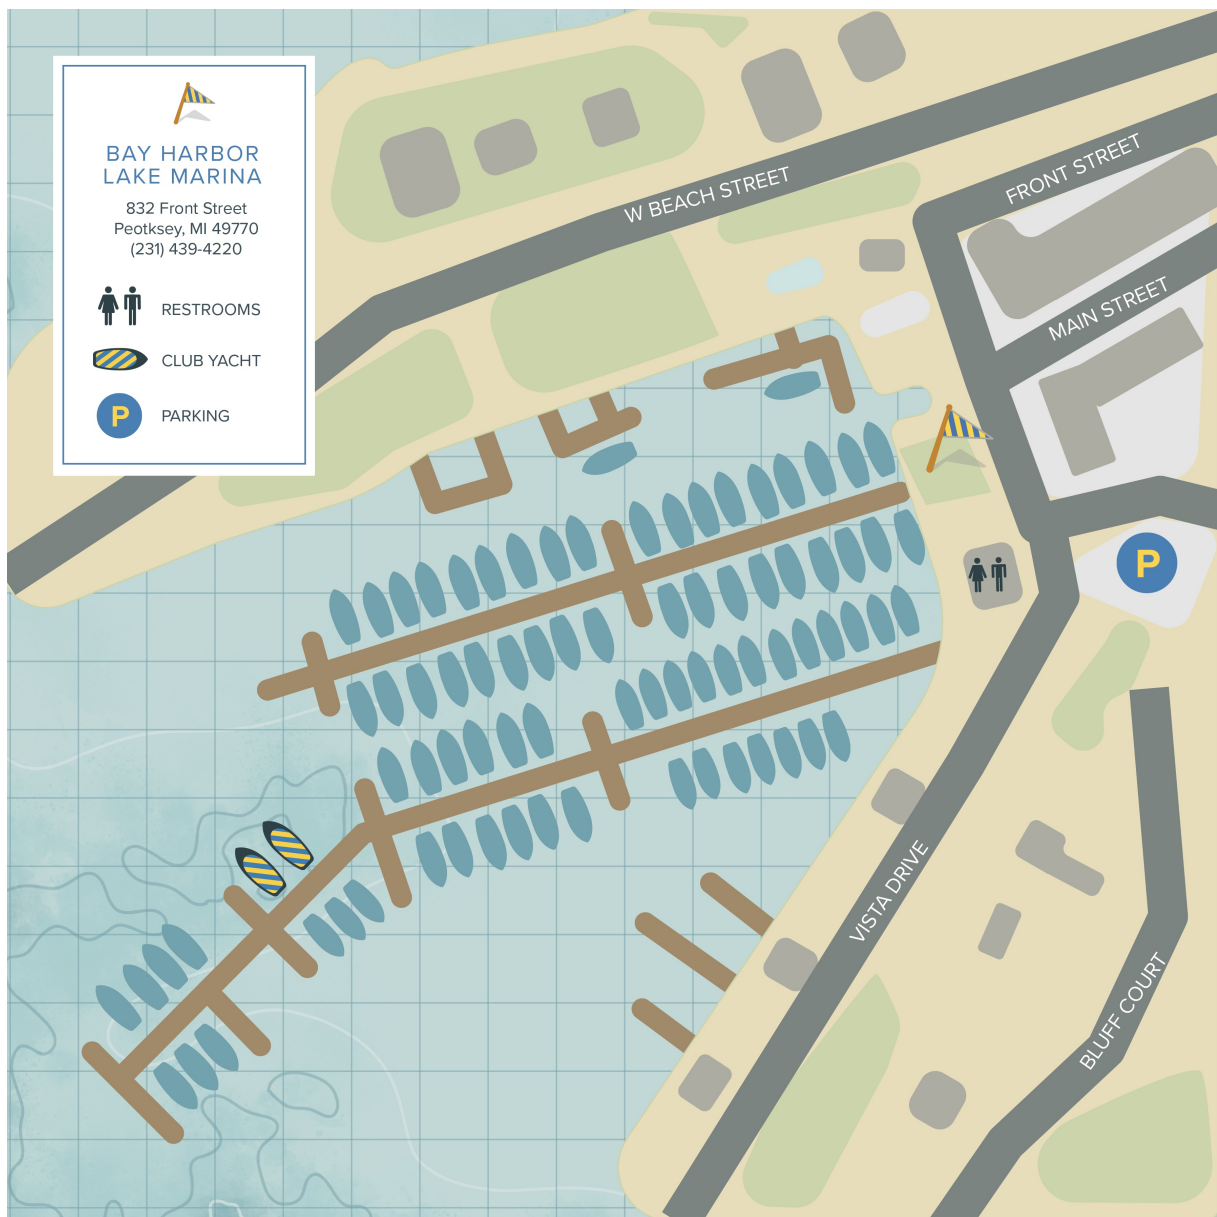 BAY HARBOR
LAKE MARINA
832 Front Street
Peotksey, MI 49770
(231) 439-4220
RESTROOMS
CLUB YACHT
P PARKING
W BEACH STREET
FRONT STREET
MAIN STREET
P
VISTA DRIVE
BLUFF COURT